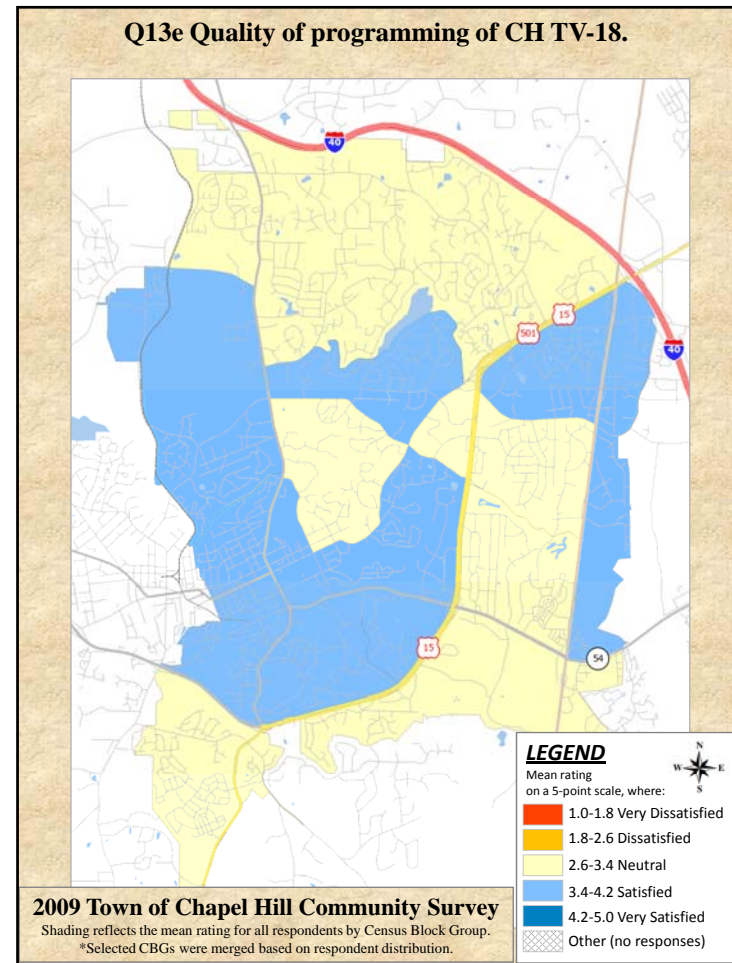 Q13e Quality of programming of CH TV-18.
40
15
501
40
15
54
LEGEND
N
W E
S
Mean rating
on a 5-point scale, where:
1.0-1.8 Very Dissatisfied
1.8-2.6 Dissatisfied
2.6-3.4 Neutral
3.4-4.2 Satisfied
4.2-5.0 Very Satisfied
Other (no responses)
2009 Town of Chapel Hill Community Survey
Shading reflects the mean rating for all respondents by Census Block Group.
*Selected CBGs were merged based on respondent distribution.